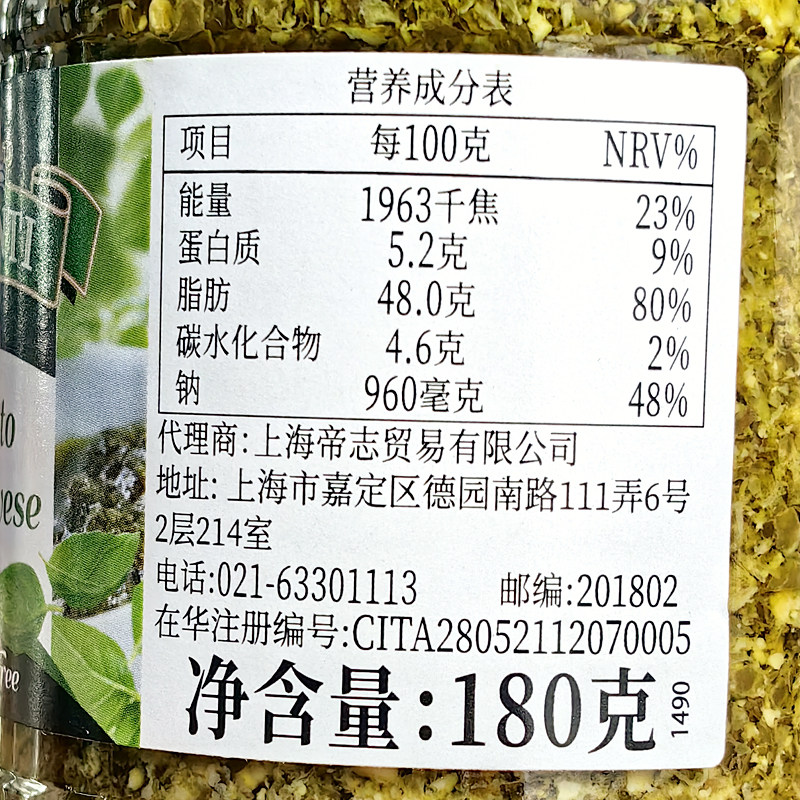 营养成分表
项目 每100克 NRV%
能量 1963千焦 23%
蛋白质 5.2克 9%
脂肪 48.0克 80%
碳水化合物 4.6克 2%
钠 960毫克 48%
代理商:上海帝志贸易有限公司
地址:上海市嘉定区德园南路111弄6号
2层214室
电话:021-63301113 邮编:201802
在华注册编号:CITA28052112070005
净含量:180克
1490
to
vese
Free